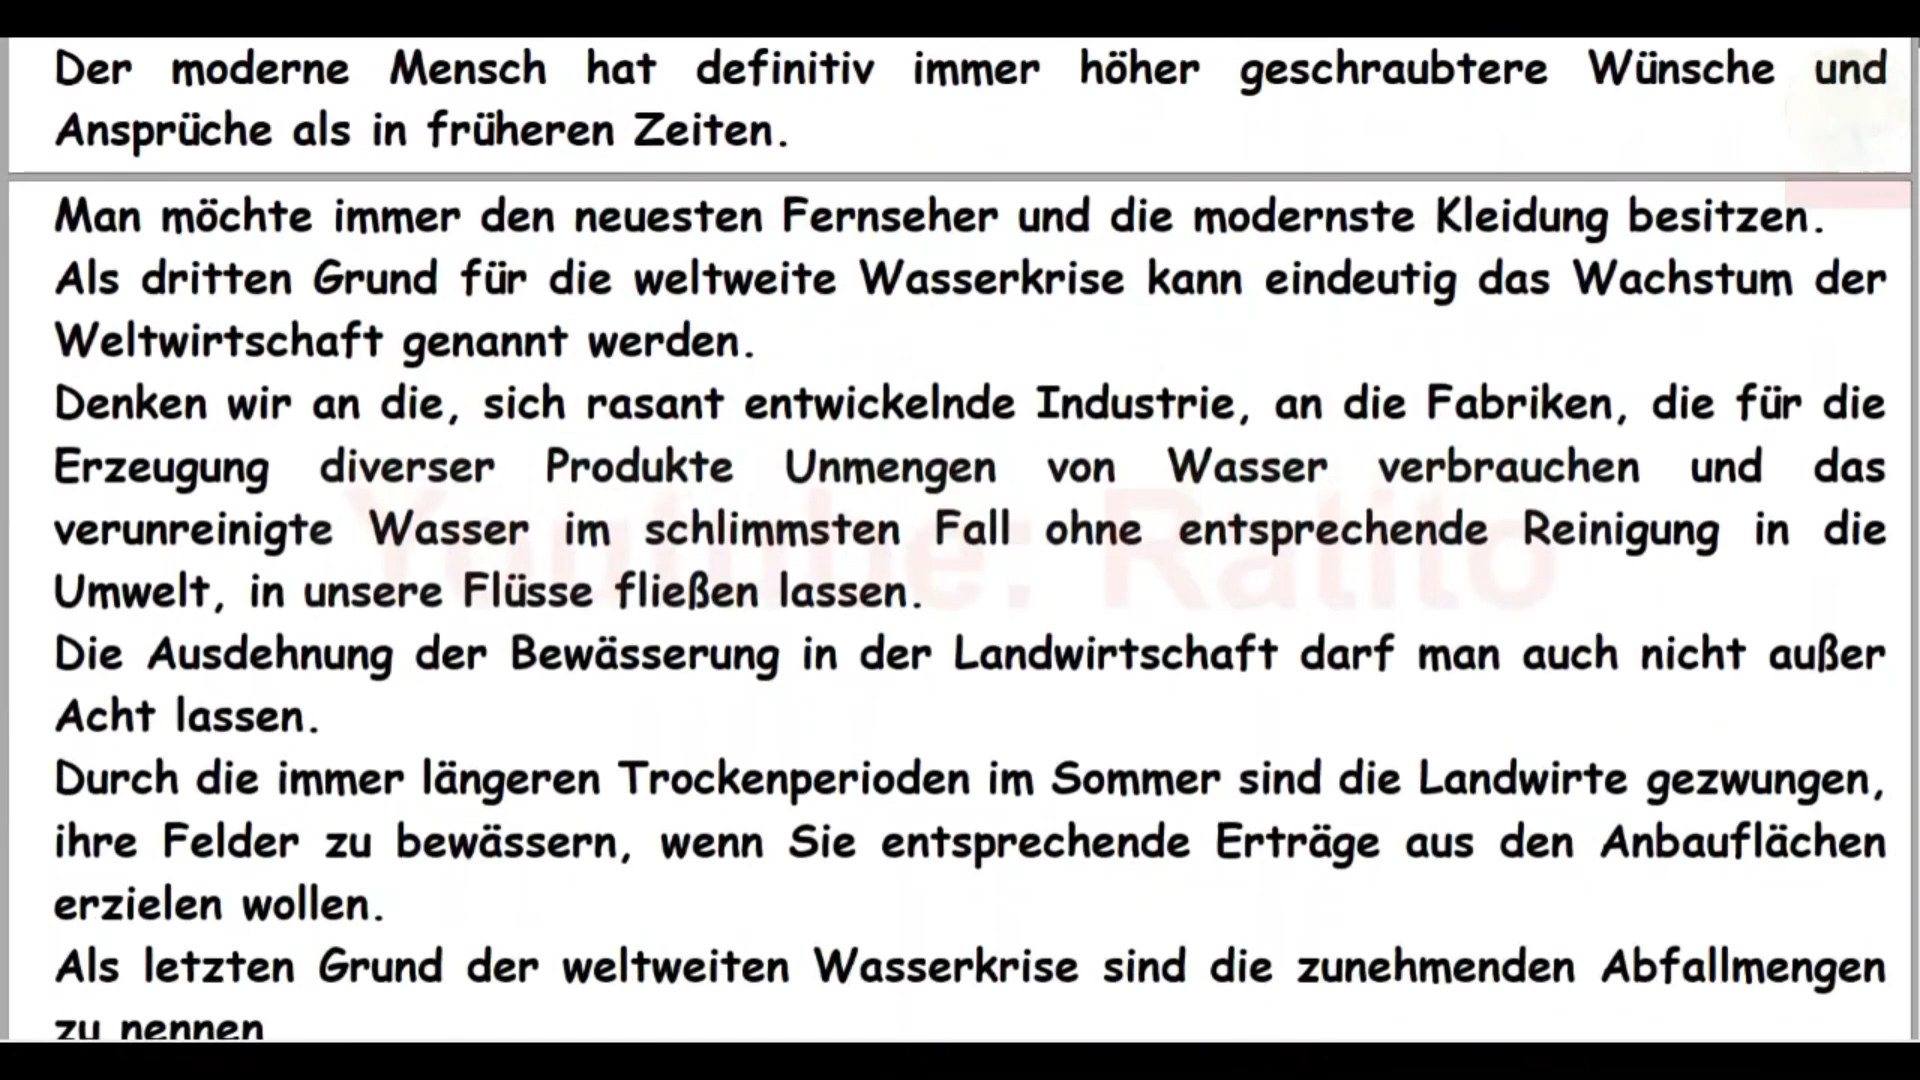 Der moderne Mensch hat definitiv immer höher geschraubtere Wünsche und
Ansprüche als in früheren Zeiten.
Man möchte immer den neuesten Fernseher und die modernste Kleidung besitzen.
Als dritten Grund für die weltweite Wasserkrise kann eindeutig das Wachstum der
Weltwirtschaft genannt werden.
Denken wir an die, sich rasant entwickelnde Industrie, an die Fabriken, die für die
Erzeugung diverser Produkte Unmengen von Wasser verbrauchen und das
verunreinigte Wasser im schlimmsten Fall ohne entsprechende Reinigung in die
Umwelt, in unsere Flüsse fließen lassen.
Youtube: Ratito
Die Ausdehnung der Bewässerung in der Landwirtschaft darf man auch nicht außer
Acht lassen.
Durch die immer längeren Trockenperioden im Sommer sind die Landwirte gezwungen,
ihre Felder zu bewässern, wenn Sie entsprechende Erträge aus den Anbauflächen
erzielen wollen.
Als letzten Grund der weltweiten Wasserkrise sind die zunehmenden Abfallmengen
zu nennen